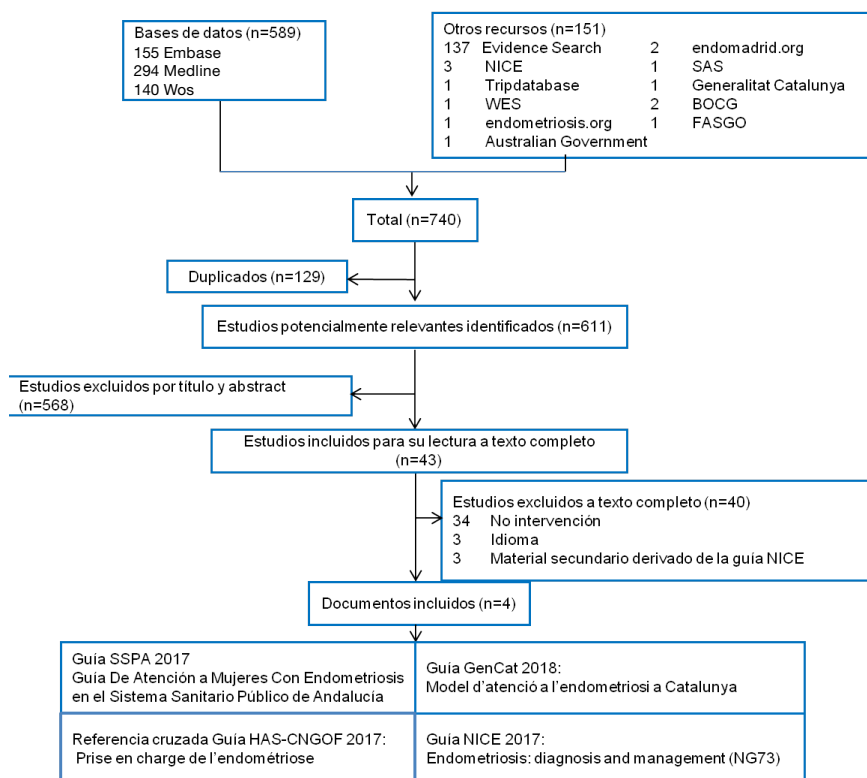 Bases de datos (n=589)
155 Embase
294 Medline
140 Wos
Otros recursos (n=151)
137 Evidence Search 2 endomadrid.org
3 NICE 1 SAS
1 Tripdatabase 1 Generalitat Catalunya
1 WES 2 BOCG
1 endometriosis.org 1 FASGO
1 Australian Government
Total (n=740)
Duplicados (n=129)
Estudios potencialmente relevantes identificados (n=611)
Estudios excluidos por título y abstract
(n=568)
Estudios incluidos para su lectura a texto completo
(n=43)
Estudios excluidos a texto completo (n=40)
34 No intervención
3 Idioma
3 Material secundario derivado de la guía NICE
Documentos incluidos (n=4)
Guía SSPA 2017
Guía De Atención a Mujeres Con Endometriosis
en el Sistema Sanitario Público de Andalucía
Guía GenCat 2018:
Model d'atenció a l'endometriosi a Catalunya
Referencia cruzada Guía HAS-CNGOF 2017:
Prise en charge de l'endométriose
Guía NICE 2017:
Endometriosis: diagnosis and management (NG73)